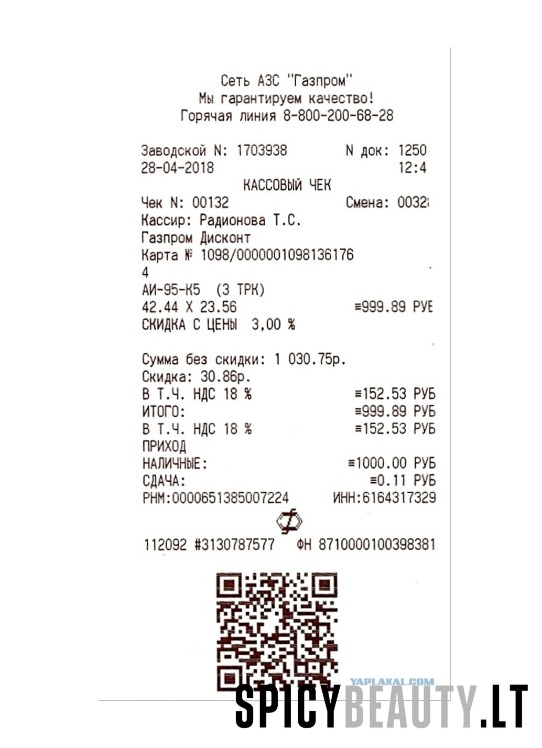 Сеть АЗС "Газпром"
Мы гарантируем качество!
Горячая линия 8-800-200-68-28
Заводской N: 1703938 N док: 1250
28-04-2018 12:4
КАССОВЫЙ ЧЕК
Чек N: 00132 Смена: 0032
Кассир: Радионова Т.С.
Газпром Дисконт
Карта № 1098/0000001098136176
4
АИ-95-К5 (3 ТРК)
42.44 X 23.56 ≡999.89 РУБ
СКИДКА С ЦЕНЫ 3,00 %
Сумма без скидки: 1 030.75р.
Скидка: 30.86р.
В Т.Ч. НДС 18 % ≡152.53 РУБ
ИТОГО: ≡999.89 РУБ
В Т.Ч. НДС 18 % ≡152.53 РУБ
ПРИХОД
НАЛИЧНЫЕ: ≡1000.00 РУБ
СДАЧА: ≡0.11 РУБ
РНМ:0000651385007224 ИНН:6164317329
112092 #3130787577 ФН 8710000100398381
YAPLAKAL.COM
SPICYBEAUTY.LT